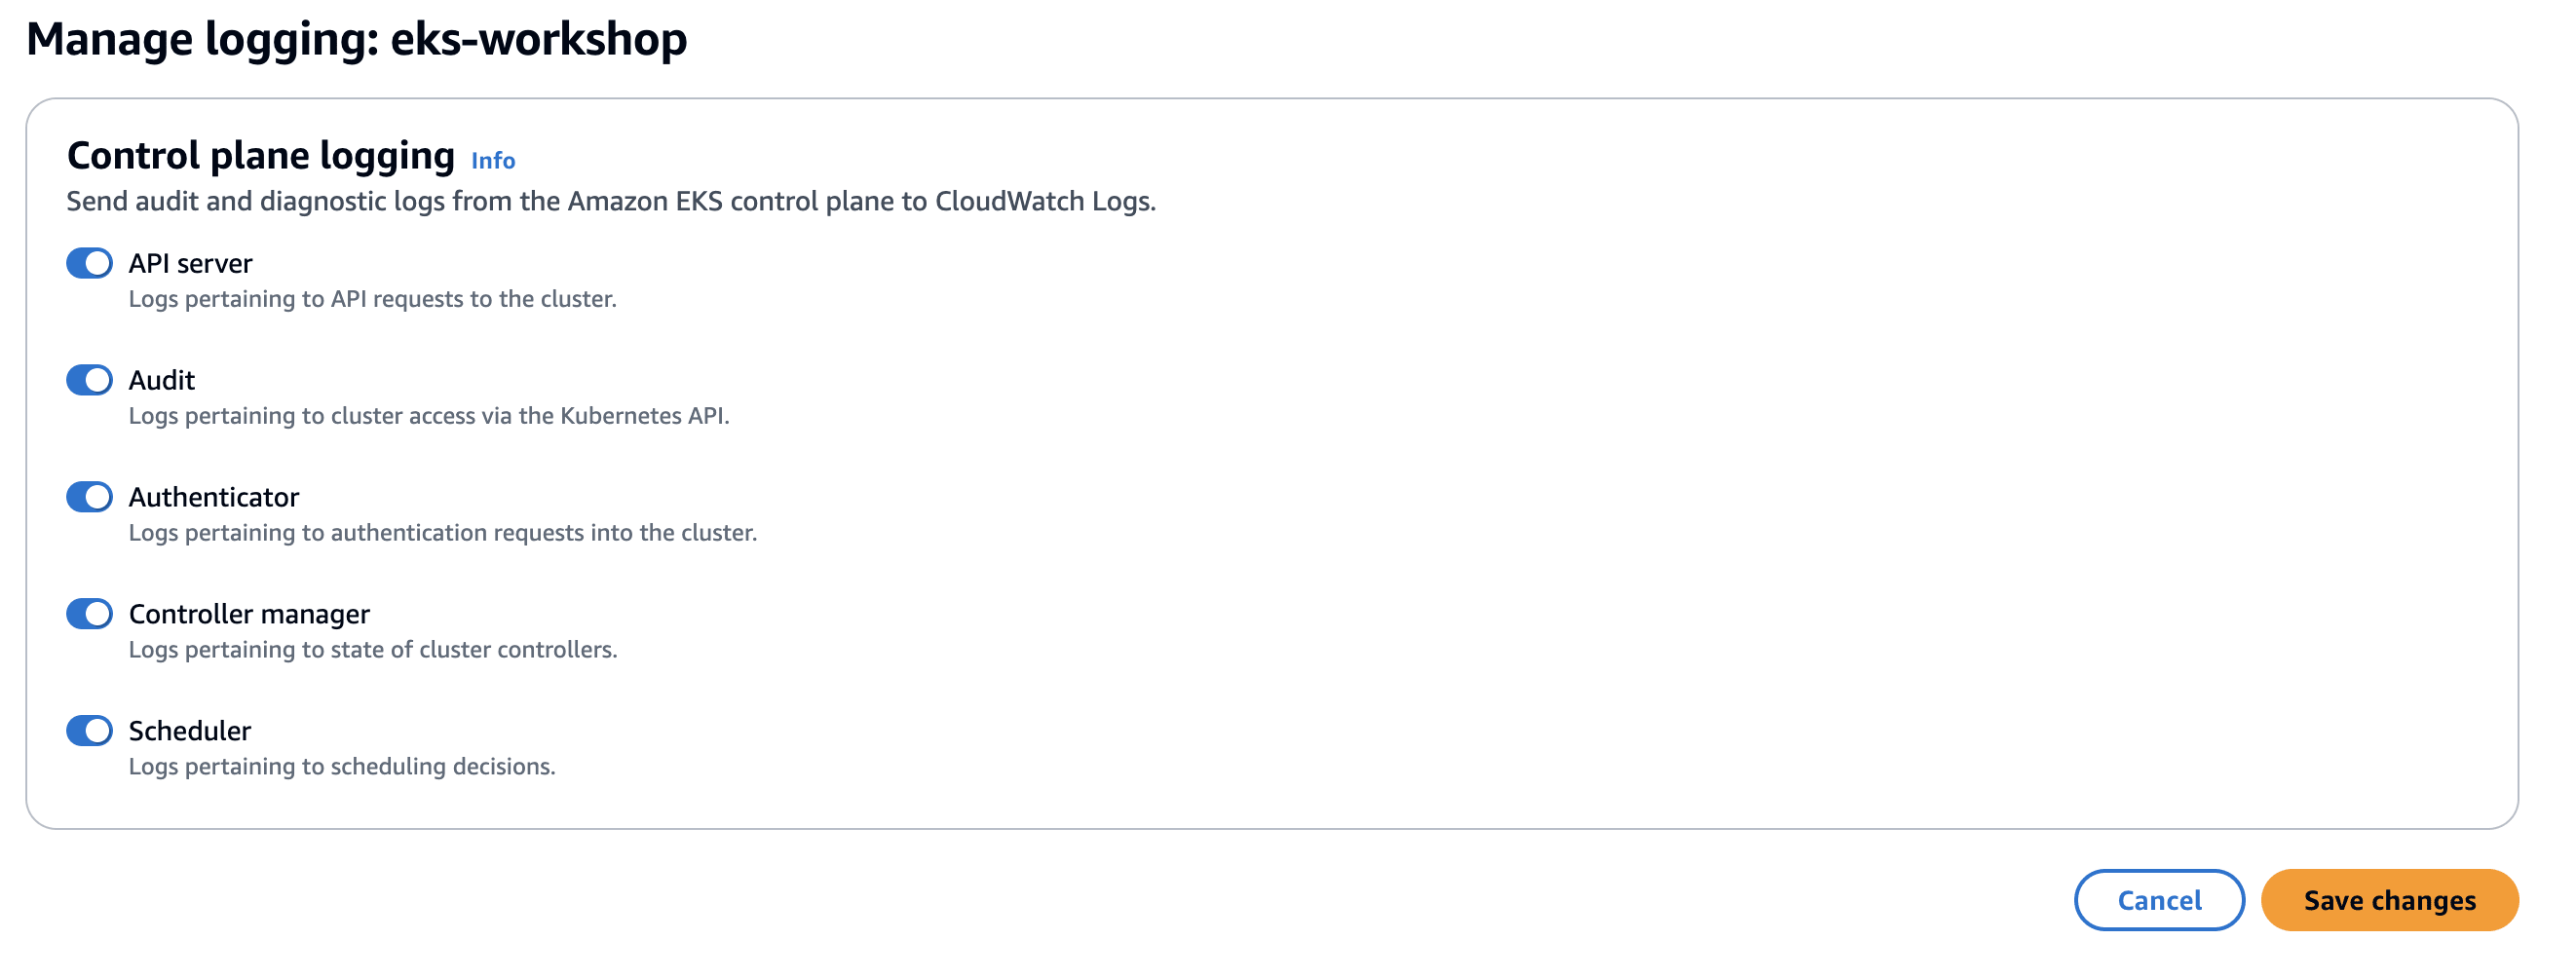 Manage logging: eks-workshop
Control plane logging Info
Send audit and diagnostic logs from the Amazon EKS control plane to CloudWatch Logs.
API server
Logs pertaining to API requests to the cluster.
Audit
Logs pertaining to cluster access via the Kubernetes API.
Authenticator
Logs pertaining to authentication requests into the cluster.
Controller manager
Logs pertaining to state of cluster controllers.
Scheduler
Logs pertaining to scheduling decisions.
Cancel Save changes